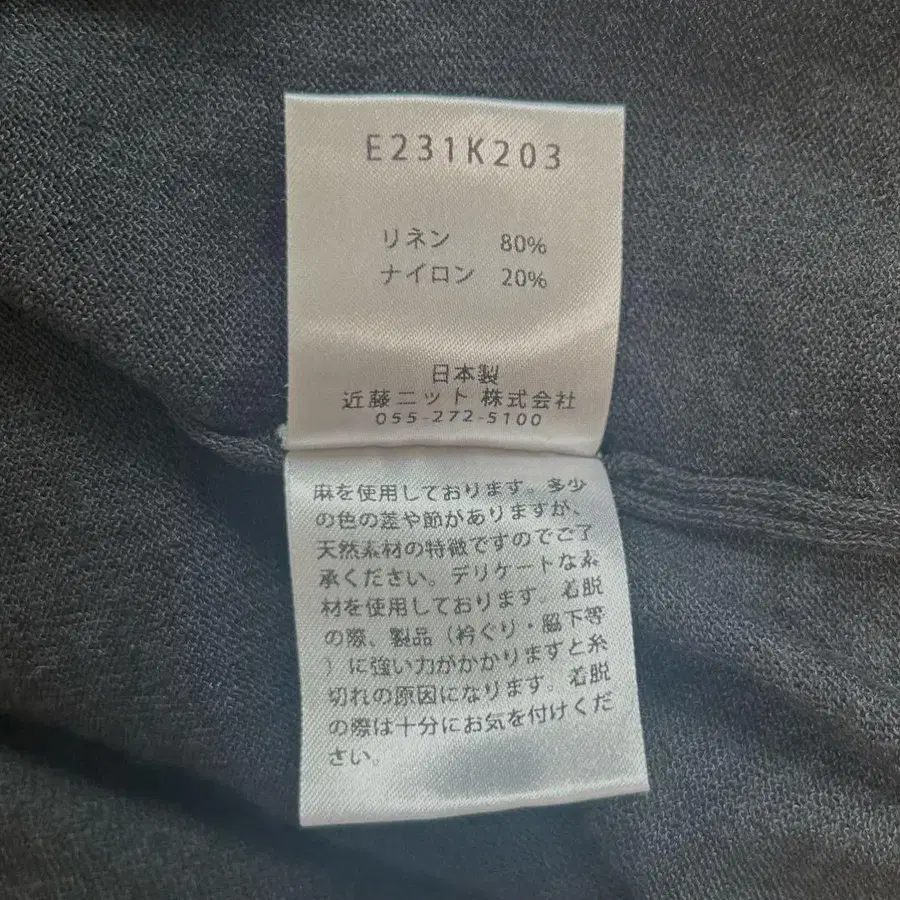 E231K203
リネン 80%
ナイロン 20%
日本製
近藤ニット 株式会社
055-272-5100
麻を使用しております。多少
の色の差や節がありますが、
天然素材の特徴ですのでご了
承ください。デリケートな素
材を使用しております。着脱
の際、製品（衿ぐり・脇下等
）に強い力がかかりますと糸
切れの原因になります。着脱
の際は十分にお気を付けくだ
さい。